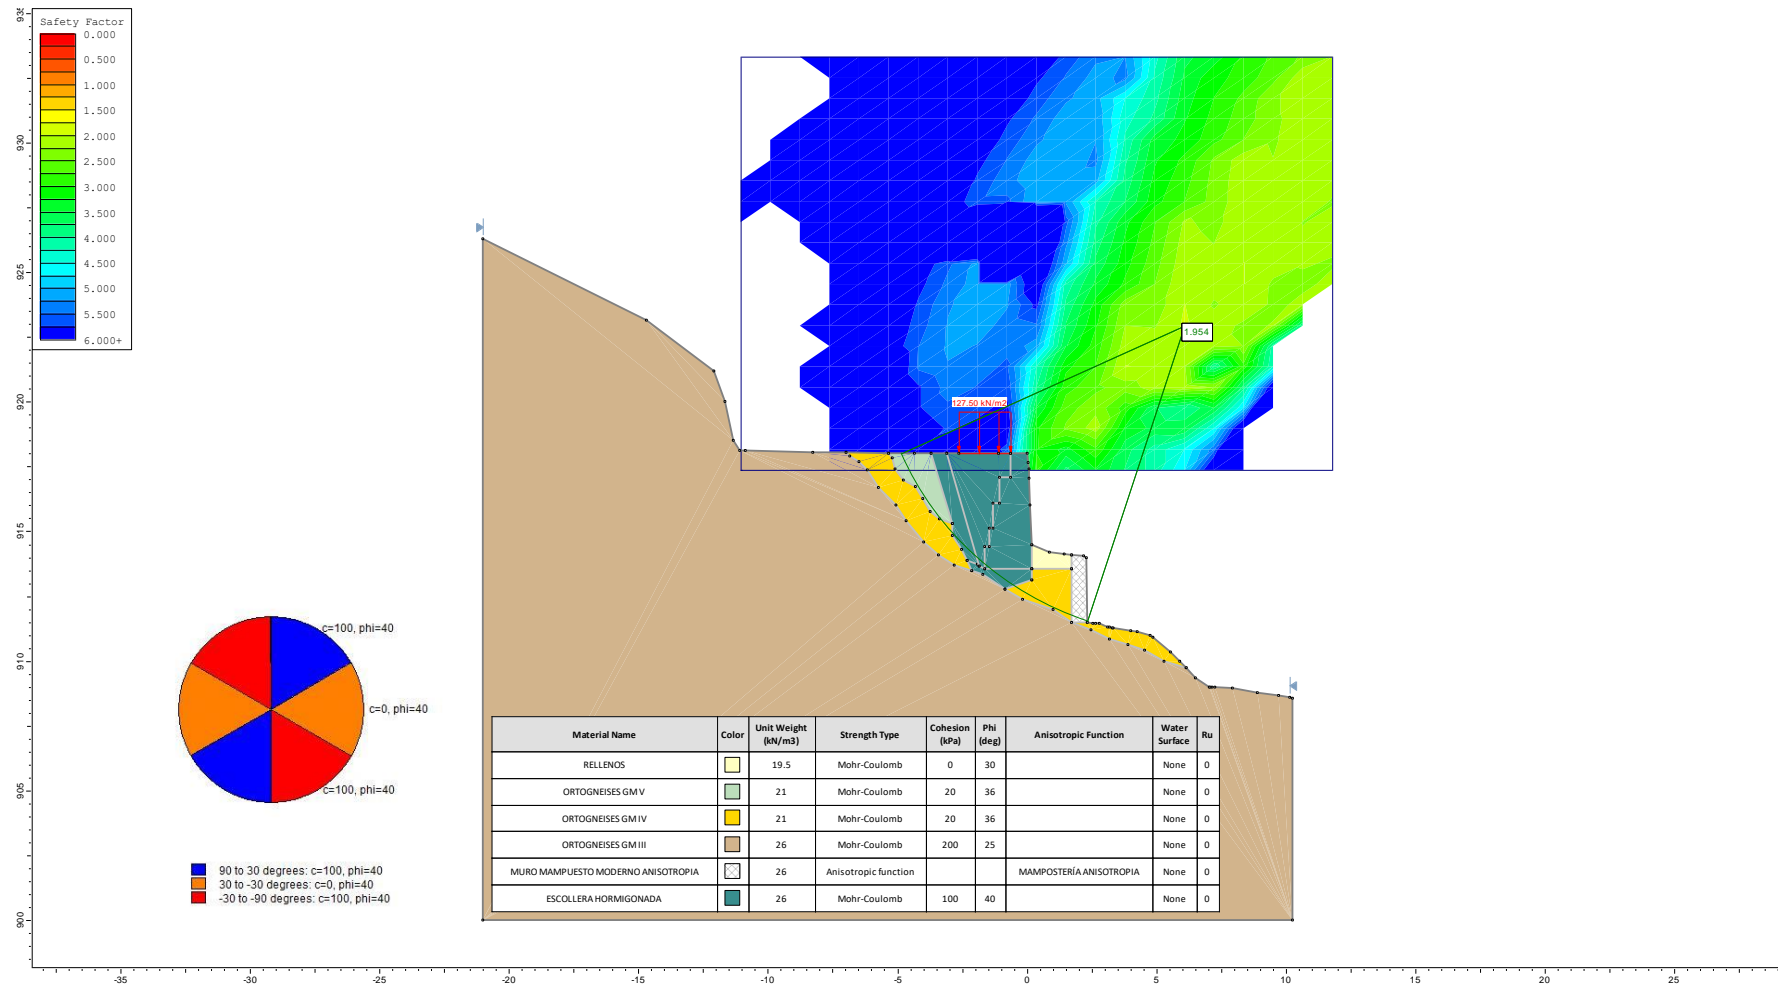 Safety Factor
0.000
0.500
1.000
1.500
2.000
2.500
3.000
3.500
4.000
4.500
5.000
5.500
6.000+
935
930
925
920
915
910
905
900
1.954
127.50 kN/m2
c=100, phi=40
c=0, phi=40
c=100, phi=40
90 to 30 degrees: c=100, phi=40
30 to -30 degrees: c=0, phi=40
-30 to -90 degrees: c=100, phi=40
Material Name Color Unit Weight (kN/m3) Strength Type Cohesion (kPa) Phi (deg) Anisotropic Function Water Surface Ru
RELLENOS 19.5 Mohr-Coulomb 0 30 None 0
ORTOGNEISES GM V 21 Mohr-Coulomb 20 36 None 0
ORTOGNEISES GM IV 21 Mohr-Coulomb 20 36 None 0
ORTOGNEISES GM III 26 Mohr-Coulomb 200 25 None 0
MURO MAMPUESTO MODERNO ANISOTROPIA 26 Anisotropic function MAMPOSTERÍA ANISOTROPIA None 0
ESCOLLERA HORMIGONADA 26 Mohr-Coulomb 100 40 None 0
-35 -30 -25 -20 -15 -10 -5 0 5 10 15 20 25